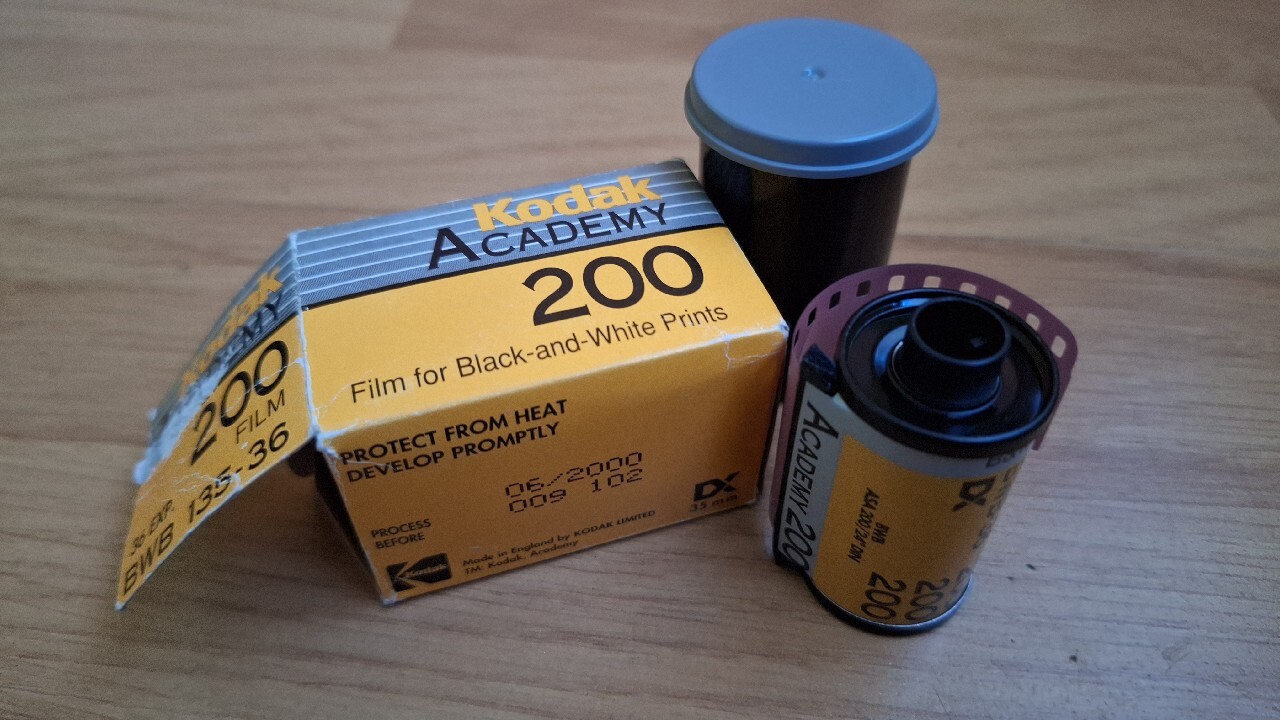 Kodak
ACADEMY
200
Film for Black-and-White Prints
PROTECT FROM HEAT
DEVELOP PROMPTLY
06/2000
009 102
PROCESS
BEFORE
DX
35 mm
Kodak
Made in England by KODAK LIMITED
TM: Kodak, Academy
Kodak
200
FILM
36 EXP.
BWB 135-36
ACADEMY 200
BWB
ASA 200/24° DIN
DX
200
200